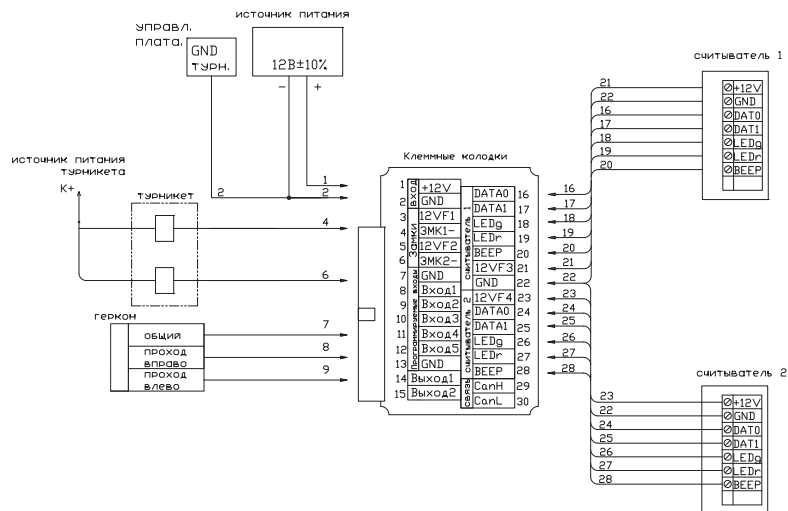 источник питания
управл.
плата.
GND
турн.
12В±10%
-
+
источник питания
турникета
К+
турникет
1
2
2
4
6
геркон
общий
проход
вправо
проход
влево
7
8
9
Клеммные колодки
1
2
3
4
5
6
7
8
9
10
11
12
13
14
15
вход
Замки
Программируемые входы
+12V
GND
12VF1
ЗМК1-
12VF2
ЗМК2-
GND
Вход1
Вход2
Вход3
Вход4
Вход5
GND
Выход1
Выход2
считыватель 1
считыватель 2
связь
DATA0
DATA1
LEDg
LEDr
BEEP
12VF3
GND
12VF4
DATA0
DATA1
LEDg
LEDr
BEEP
CanH
CanL
16
17
18
19
20
21
22
23
24
25
26
27
28
29
30
16
17
18
19
20
21
22
23
24
25
26
27
28
считыватель 1
21
22
16
17
18
19
20
+12V
GND
DAT0
DAT1
LEDg
LEDr
BEEP
считыватель 2
23
22
24
25
26
27
28
+12V
GND
DAT0
DAT1
LEDg
LEDr
BEEP